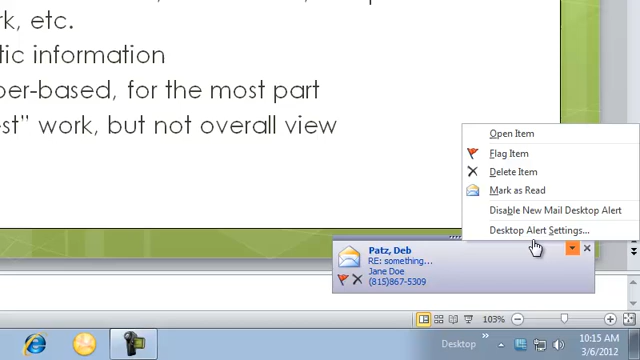 k, etc.
tic information
per-based, for the most part
st” work, but not overall view
Open Item
Flag Item
Delete Item
Mark as Read
Disable New Mail Desktop Alert
Desktop Alert Settings...
Patz, Deb
RE: something...
Jane Doe
(815)867-5309
103%
Desktop
10:15 AM
3/6/2012